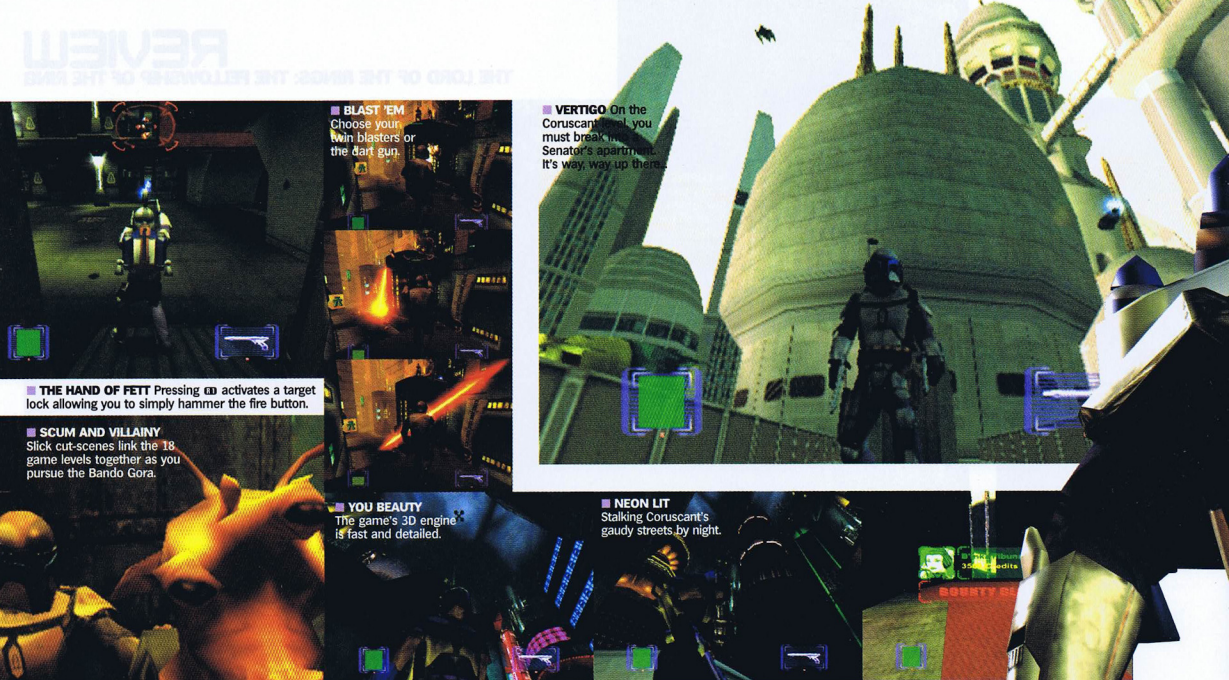 REVIEW
THE LORD OF THE RINGS: THE FELLOWSHIP OF THE RING
BLAST 'EM
Choose your
twin blasters or
the dart gun.
VERTIGO On the
Coruscant level, you
must break
Senator's apartment.
It's way, way up there...
THE HAND OF FETT Pressing activates a target
lock allowing you to simply hammer the fire button.
SCUM AND VILLAINY
Slick cut-scenes link the 18
game levels together as you
pursue the Bando Gora.
YOU BEAUTY
The game's 3D engine
is fast and detailed.
NEON LIT
Stalking Coruscant's
gaudy streets by night.
Credits
BOUNTY CL